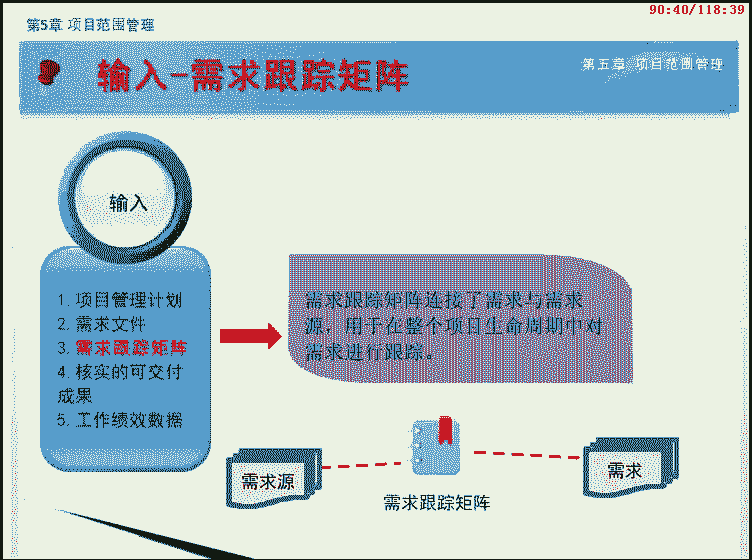 90:40/118:39
第5章 项目范围管理
输入-需求跟踪矩阵
第五章 项目范围管理
输入
1. 项目管理计划
2. 需求文件
3. 需求跟踪矩阵
4. 核实的可交付
成果
5. 工作绩效数据
需求跟踪矩阵连接了需求与需求
源，用于在整个项目生命周期中对
需求进行跟踪。
需求源
需求跟踪矩阵
需求